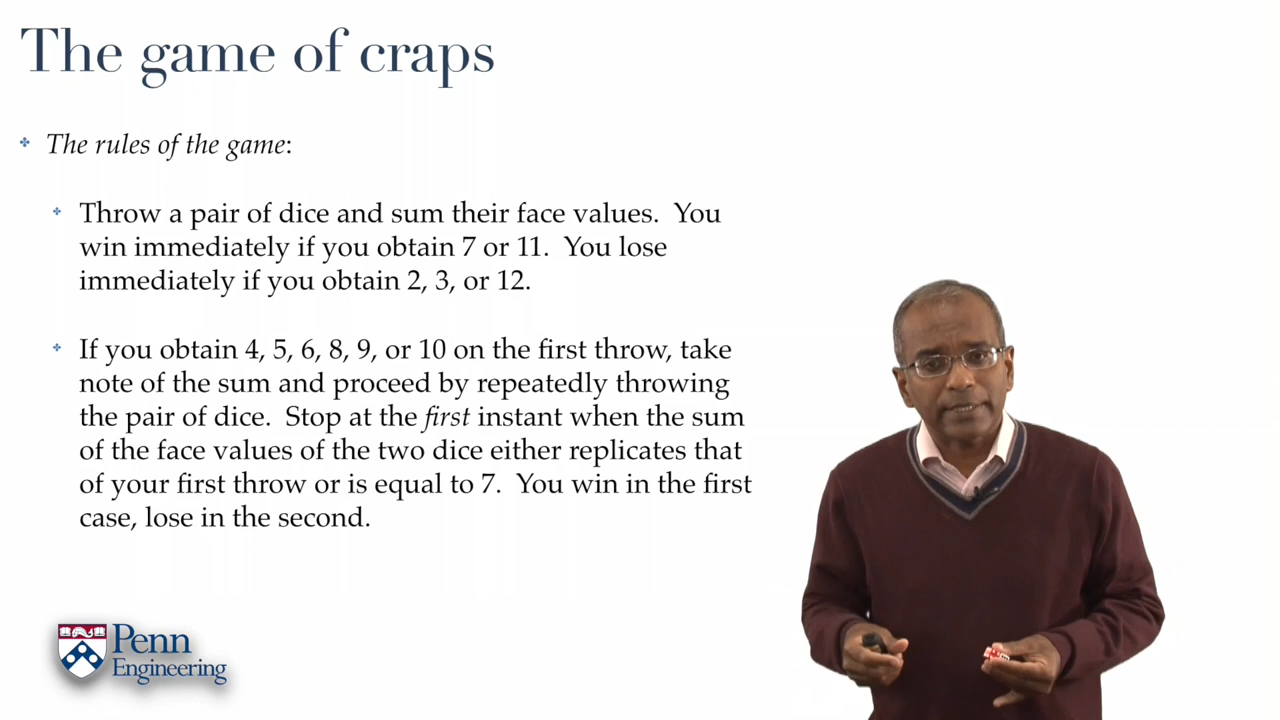 The game of craps
The rules of the game:
Throw a pair of dice and sum their face values. You
win immediately if you obtain 7 or 11. You lose
immediately if you obtain 2, 3, or 12.
If you obtain 4, 5, 6, 8, 9, or 10 on the first throw, take
note of the sum and proceed by repeatedly throwing
the pair of dice. Stop at the first instant when the sum
of the face values of the two dice either replicates that
of your first throw or is equal to 7. You win in the first
case, lose in the second.
Penn
Engineering